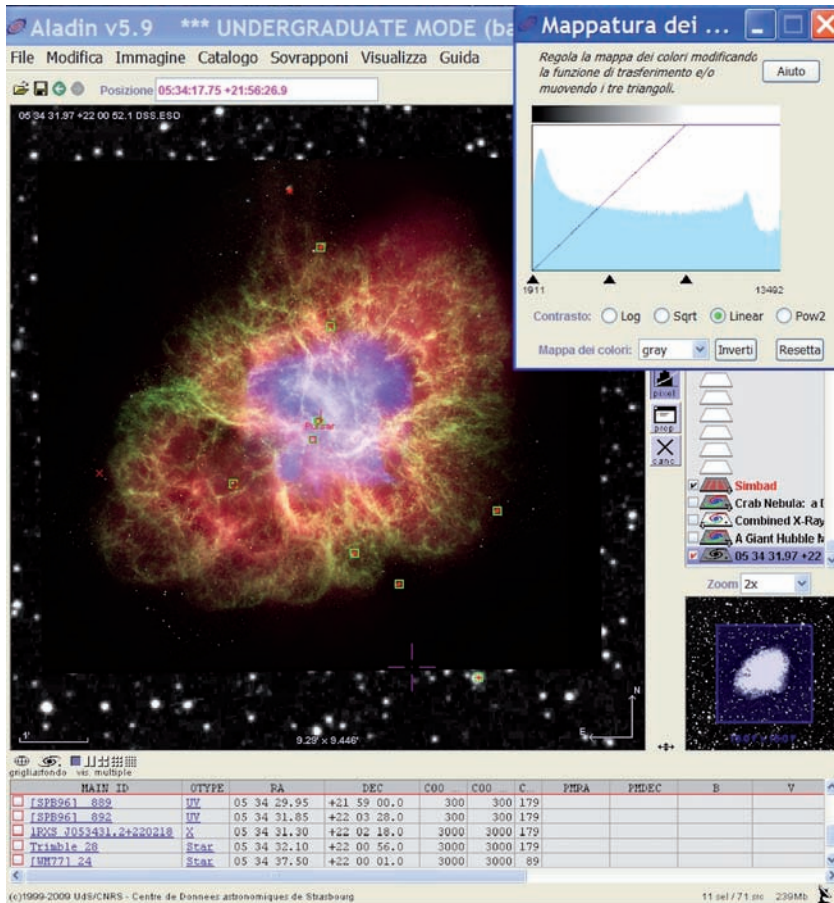 Aladin v5.9 *** UNDERGRADUATE MODE (ba
Mappatura dei ...
File Modifica Immagine Catalogo Sovrapponi Visualizza Guida
Posizione 05:34:17.75 +21:56:26.9
Regola la mappa dei colori modificando
la funzione di trasferimento e/o
muovendo i tre triangoli.
Aiuto
1911 13492
Contrasto: Log Sqrt Linear Pow2
Mappa dei colori: gray Inverti Resetta
05 34 31.97 +22 00 52.1 DSS.ESO
Pulsar
pixel
prop
canc
Simbad
Crab Nebula: a D
Combined X-Ray
A Giant Hubble M
05 34 31.97 +22
Zoom 2x
1'
9.29' x 9.446'
N
E
griglia sfondo vis. multiple
MAIN ID OTYPE RA DEC COO ... COO ... C... PMRA PMDEC B V
[SPB96] 889 UV 05 34 29.95 +21 59 00.0 300 300 179
[SPB96] 892 UV 05 34 31.85 +22 03 28.0 300 300 179
1RXS J053431.2+220218 X 05 34 31.30 +22 02 18.0 3000 3000 179
Trimble 28 Star 05 34 32.10 +22 00 56.0 3000 3000 179
[WM77] 24 Star 05 34 37.50 +22 00 01.0 3000 3000 89
(c)1999-2009 UdS/CNRS - Centre de Donnees astronomiques de Strasbourg
11 sel / 71 src 239Mb